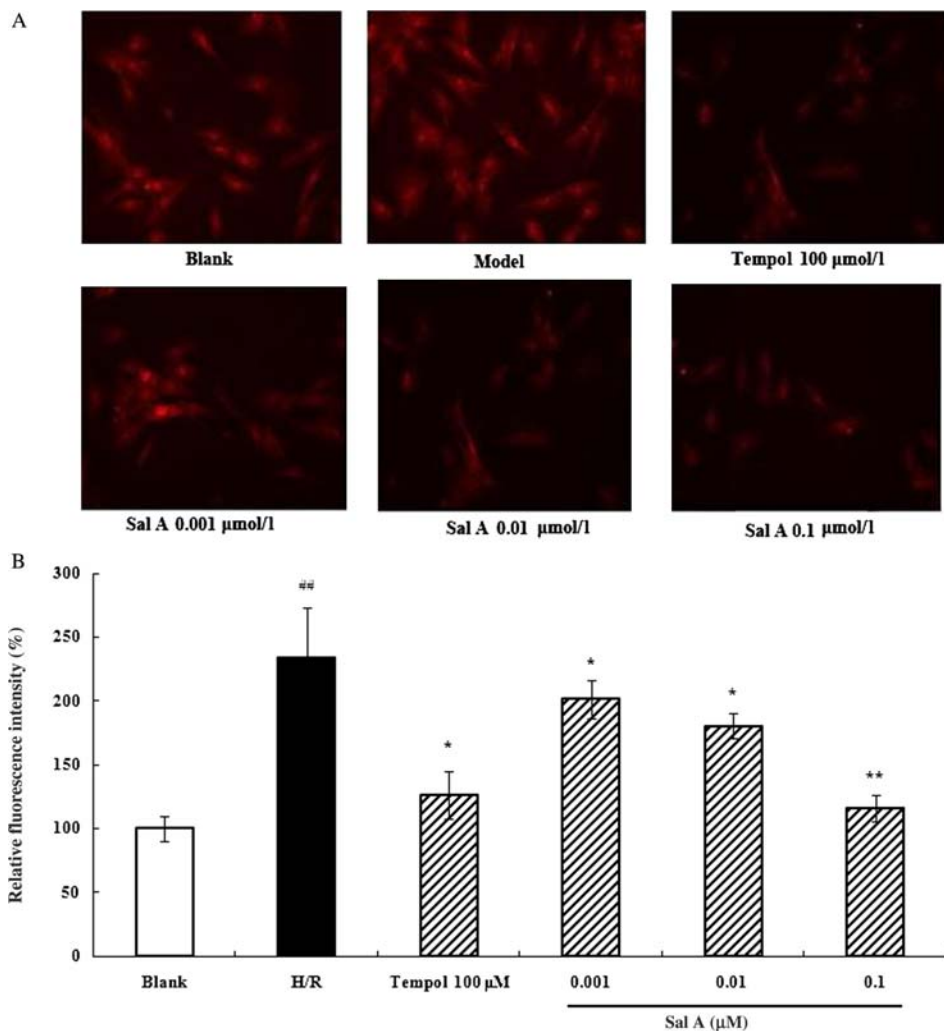 A
Blank Model Tempol 100 μmol/l
Sal A 0.001 μmol/l Sal A 0.01 μmol/l Sal A 0.1 μmol/l
B
Relative fluorescence intensity (%)
300
250
200
150
100
50
0
##
*
*
*
**
Blank H/R Tempol 100 μM 0.001 0.01 0.1
Sal A (μM)